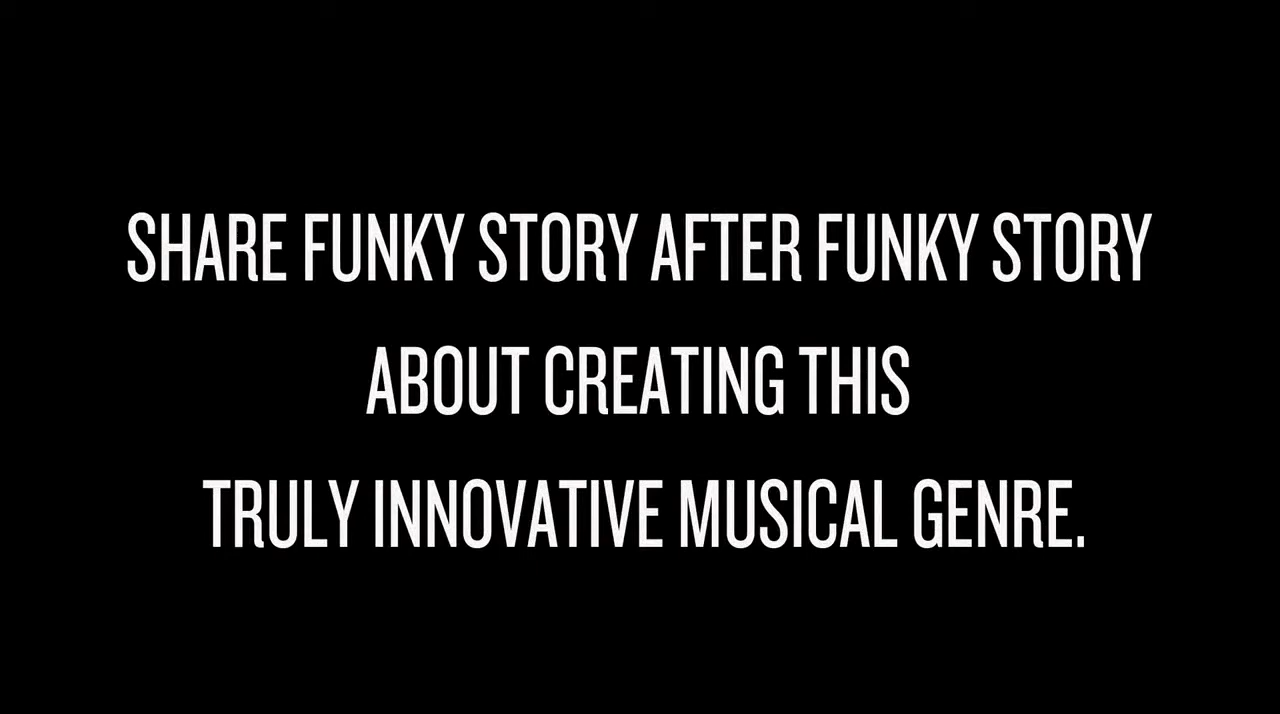 SHARE FUNKY STORY AFTER FUNKY STORY
ABOUT CREATING THIS
TRULY INNOVATIVE MUSICAL GENRE.